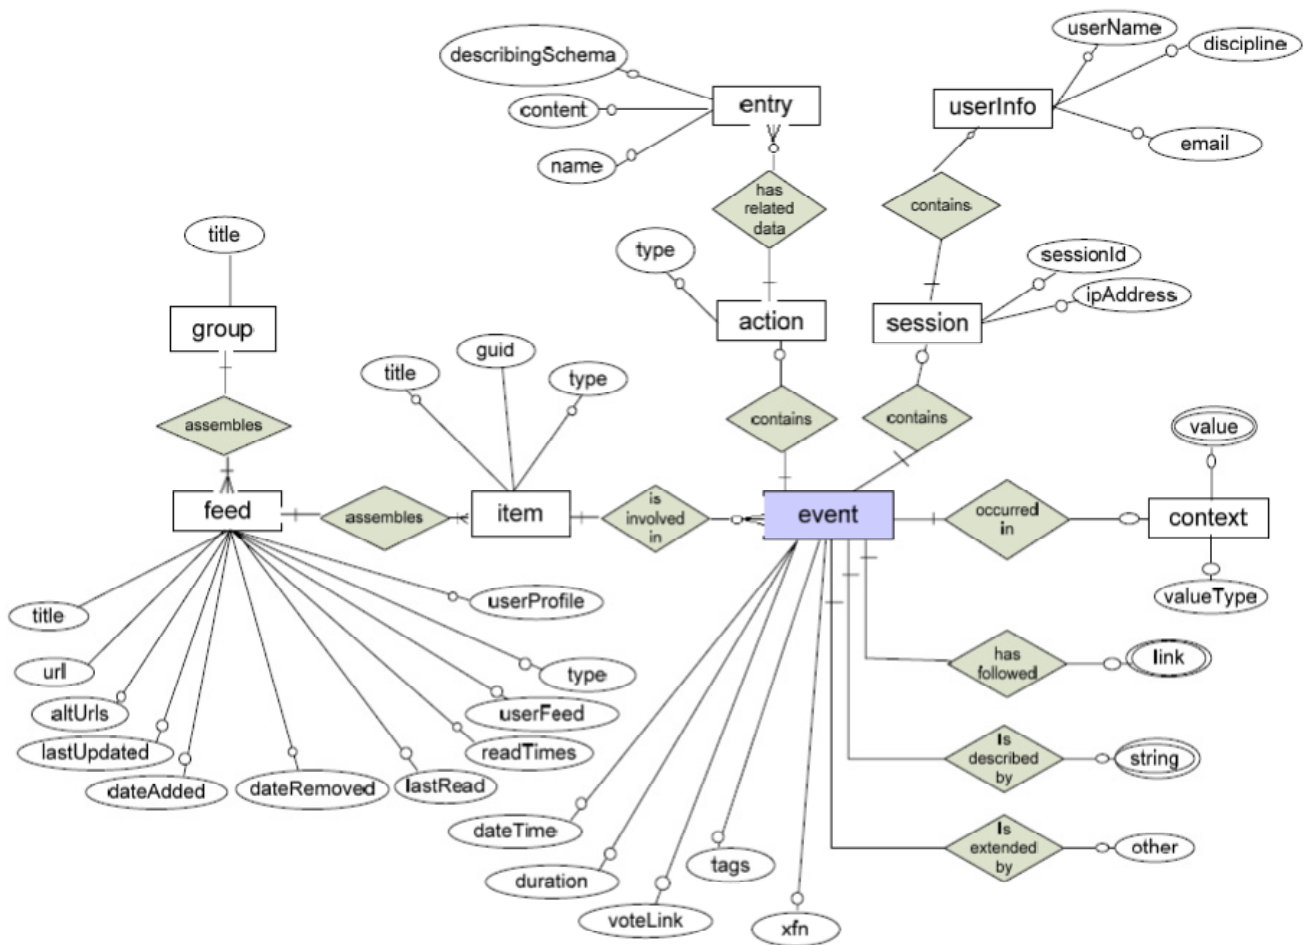 userName
describingSchema
discipline
entry
userInfo
content
email
name
has
related
data
contains
title
type
sessionId
ipAddress
group
action
session
guid
title
type
assembles
contains
contains
value
feed
assembles
item
is
involved
in
event
occurred
in
context
title
userProfile
valueType
url
type
has
followed
link
altUrls
userFeed
lastUpdated
readTimes
Is
described
by
string
dateAdded
dateRemoved
lastRead
dateTime
Is
extended
by
other
tags
duration
voteLink
xfn